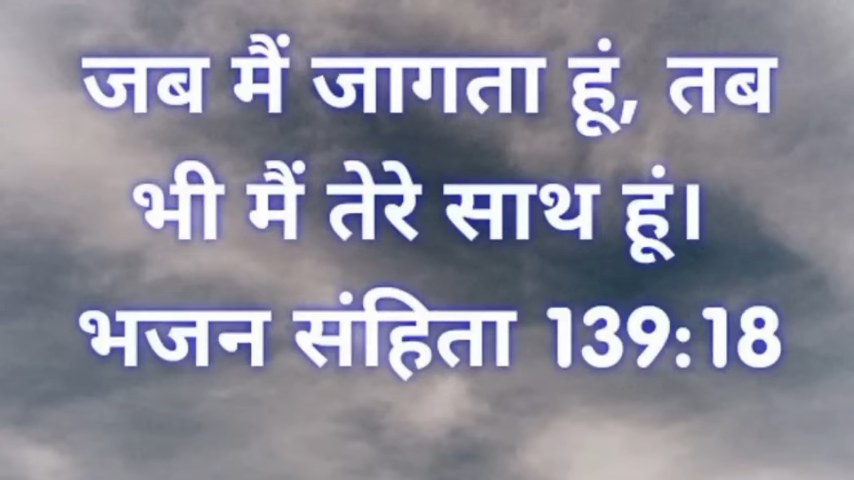 जब मैं जागता हूं, तब
भी मैं तेरे साथ हूं।
भजन संहिता 139:18